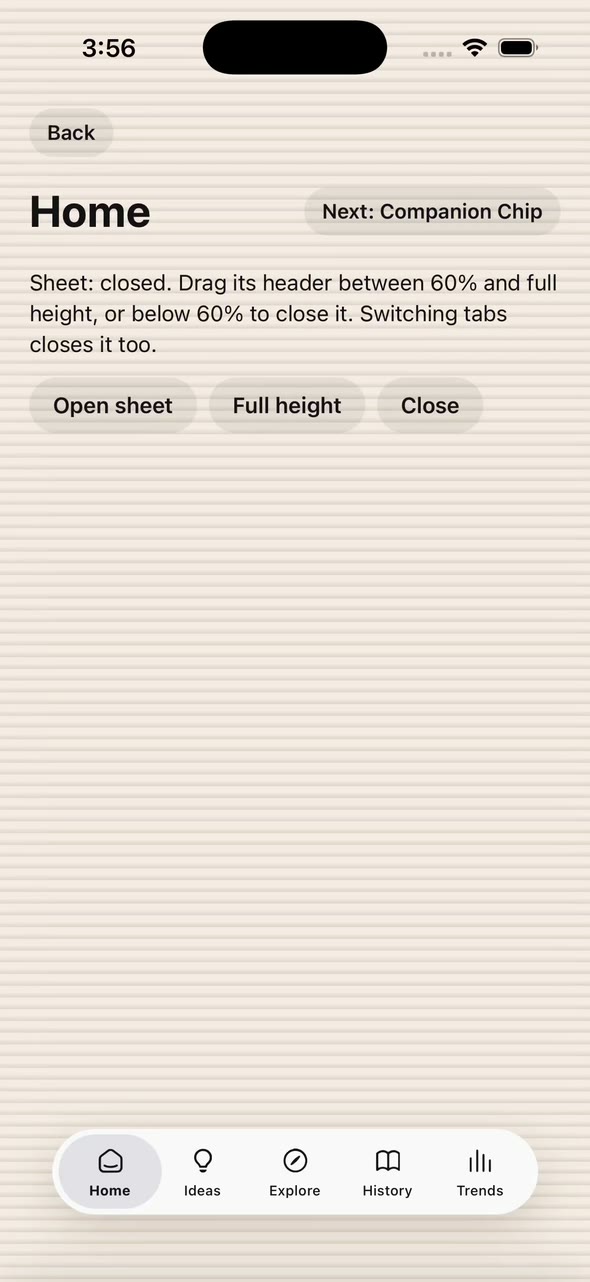 3:56
Back
Home
Next: Companion Chip
Sheet: closed. Drag its header between 60% and full
height, or below 60% to close it. Switching tabs
closes it too.
Open sheet
Full height
Close
Home
Ideas
Explore
History
Trends